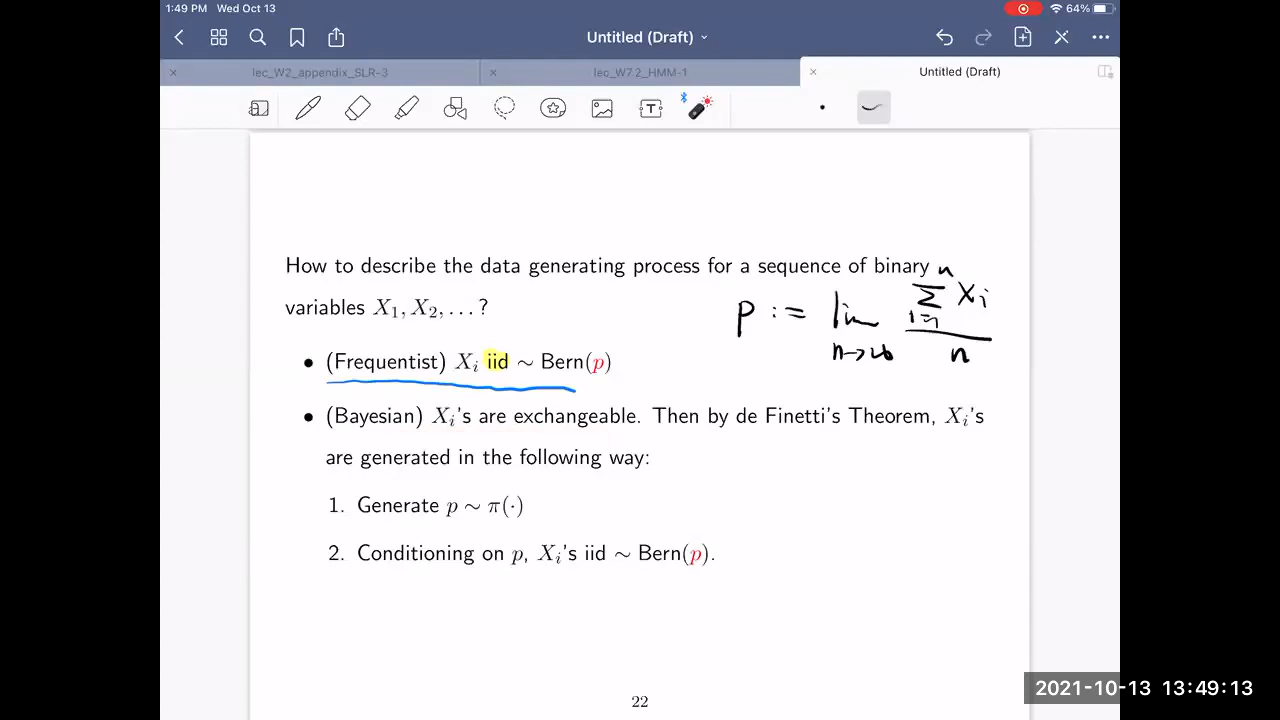 1:49 PM Wed Oct 13
64%
Untitled (Draft)
lec_W2_appendix_SLR-3
lec_W7.2_HMM-1
Untitled (Draft)
How to describe the data generating process for a sequence of binary
variables X₁, X₂, . . . ?
p := lim n→∞ ∑ i=1 n Xᵢ / n
• (Frequentist) Xᵢ iid ∼ Bern(p)
• (Bayesian) Xᵢ's are exchangeable. Then by de Finetti's Theorem, Xᵢ's
are generated in the following way:
1. Generate p ∼ π(·)
2. Conditioning on p, Xᵢ's iid ∼ Bern(p).
22
2021-10-13 13:49:13